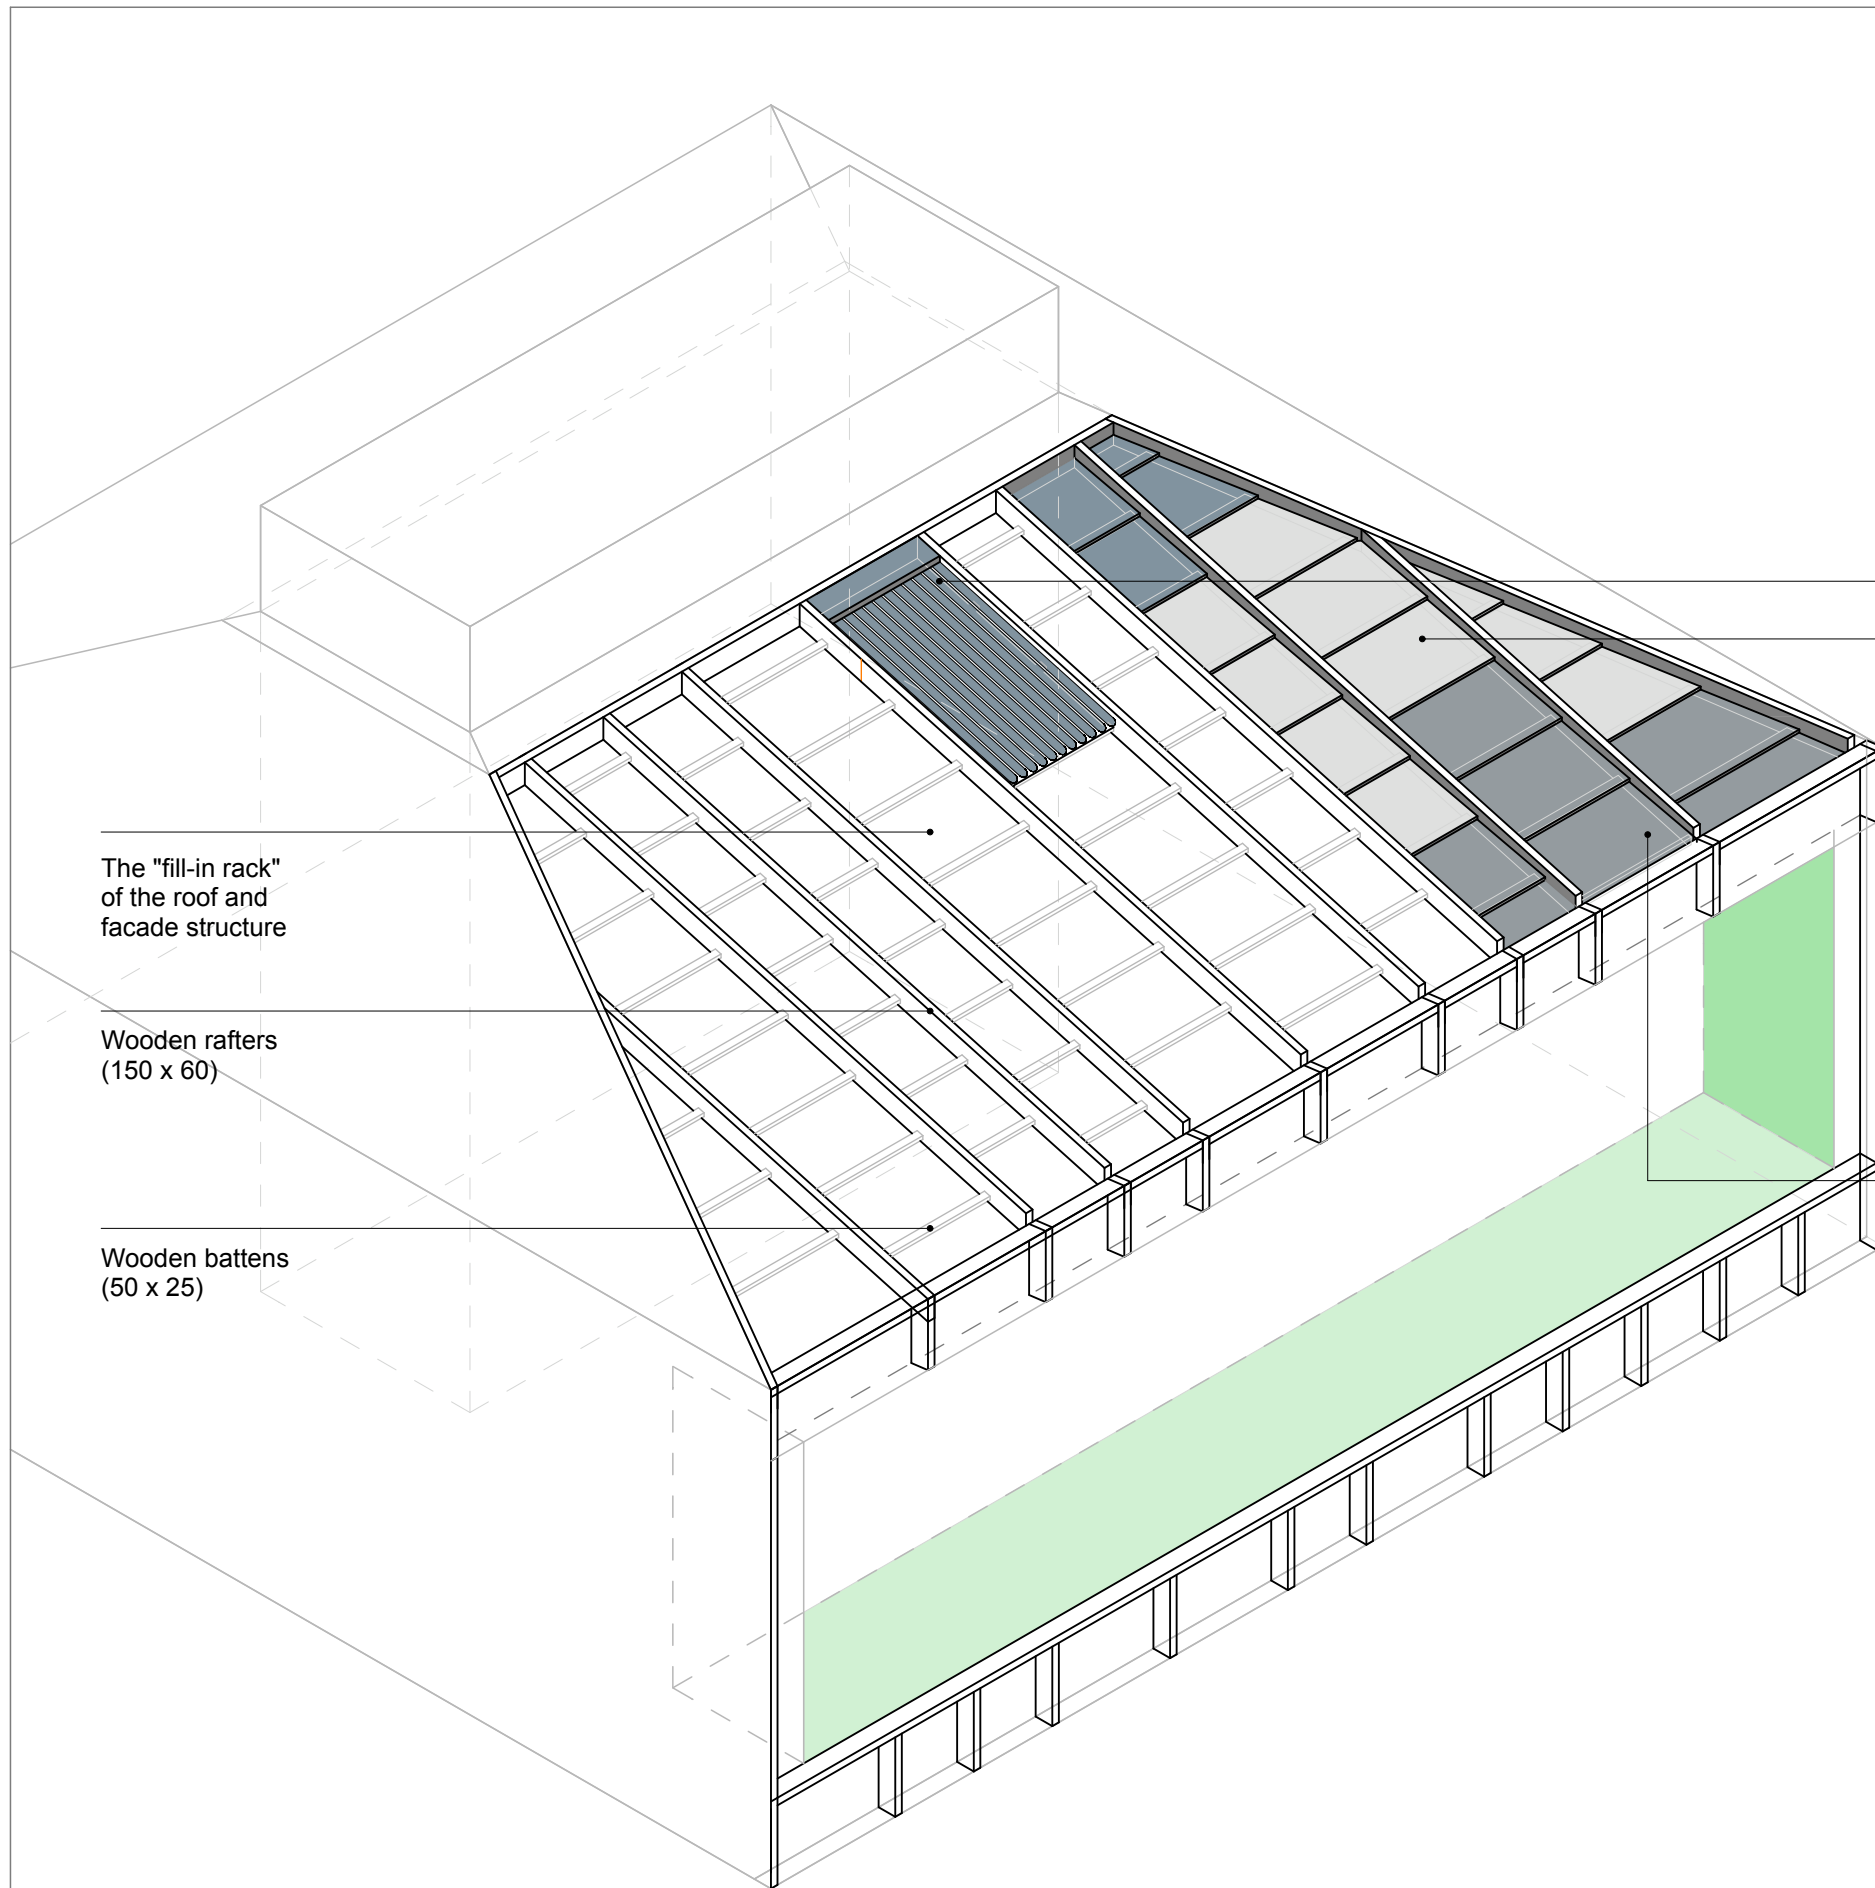 The "fill-in rack"
of the roof and
facade structure
Wooden rafters
(150 x 60)
Wooden battens
(50 x 25)